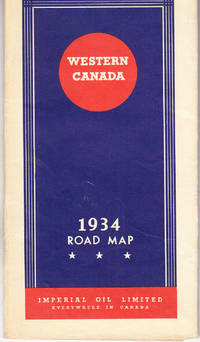 WESTERN
CANADA
1934
ROAD MAP
IMPERIAL OIL LIMITED
EVERYWHERE IN CANADA